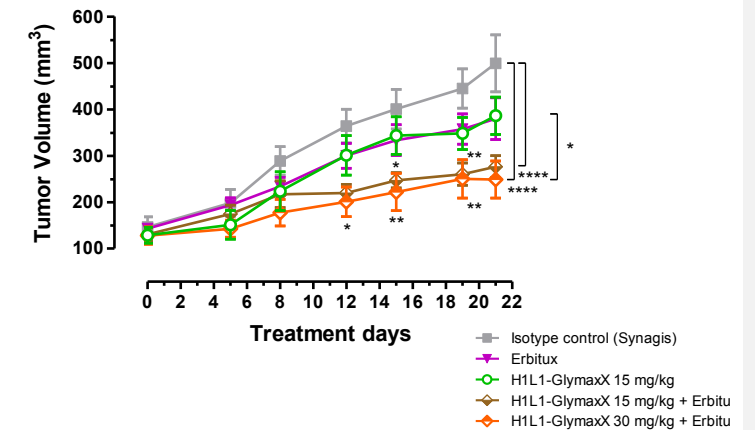 600
500
400
300
200
100
Tumor Volume (mm³)
*
**
****
****
*
**
*
**
0 2 4 6 8 10 12 14 16 18 20 22
Treatment days
Isotype control (Synagis)
Erbitux
H1L1-GlymaxX 15 mg/kg
H1L1-GlymaxX 15 mg/kg + Erbitu
H1L1-GlymaxX 30 mg/kg + Erbitu